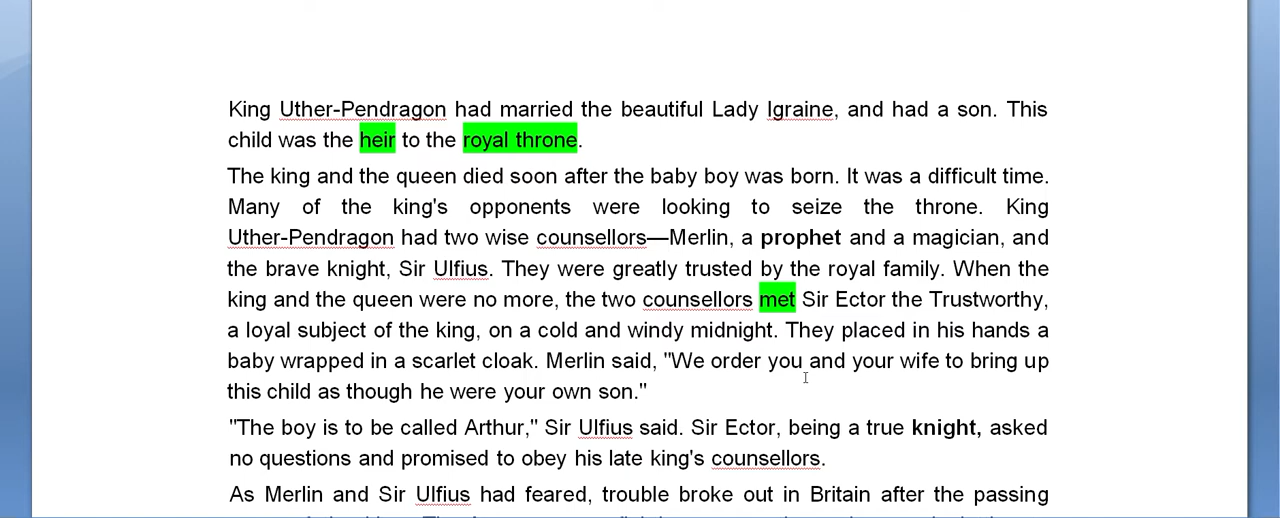 King Uther-Pendragon had married the beautiful Lady Igraine, and had a son. This
child was the heir to the royal throne.
The king and the queen died soon after the baby boy was born. It was a difficult time.
Many of the king's opponents were looking to seize the throne. King
Uther-Pendragon had two wise counsellors—Merlin, a prophet and a magician, and
the brave knight, Sir Ulfius. They were greatly trusted by the royal family. When the
king and the queen were no more, the two counsellors met Sir Ector the Trustworthy,
a loyal subject of the king, on a cold and windy midnight. They placed in his hands a
baby wrapped in a scarlet cloak. Merlin said, "We order you and your wife to bring up
this child as though he were your own son."
"The boy is to be called Arthur," Sir Ulfius said. Sir Ector, being a true knight, asked
no questions and promised to obey his late king's counsellors.
As Merlin and Sir Ulfius had feared, trouble broke out in Britain after the passing